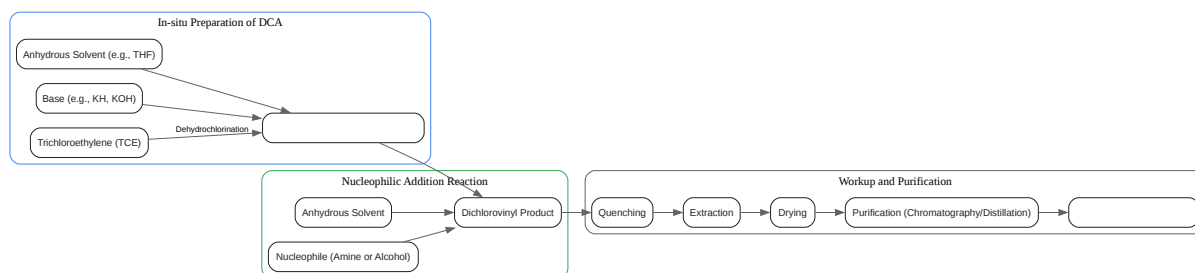 In-situ Preparation of DCA
Anhydrous Solvent (e.g., THF)
Base (e.g., KH, KOH)
Trichloroethylene (TCE)
Dehydrochlorination
Nucleophilic Addition Reaction
Anhydrous Solvent
Nucleophile (Amine or Alcohol)
Dichlorovinyl Product
Workup and Purification
Quenching
Extraction
Drying
Purification (Chromatography/Distillation)